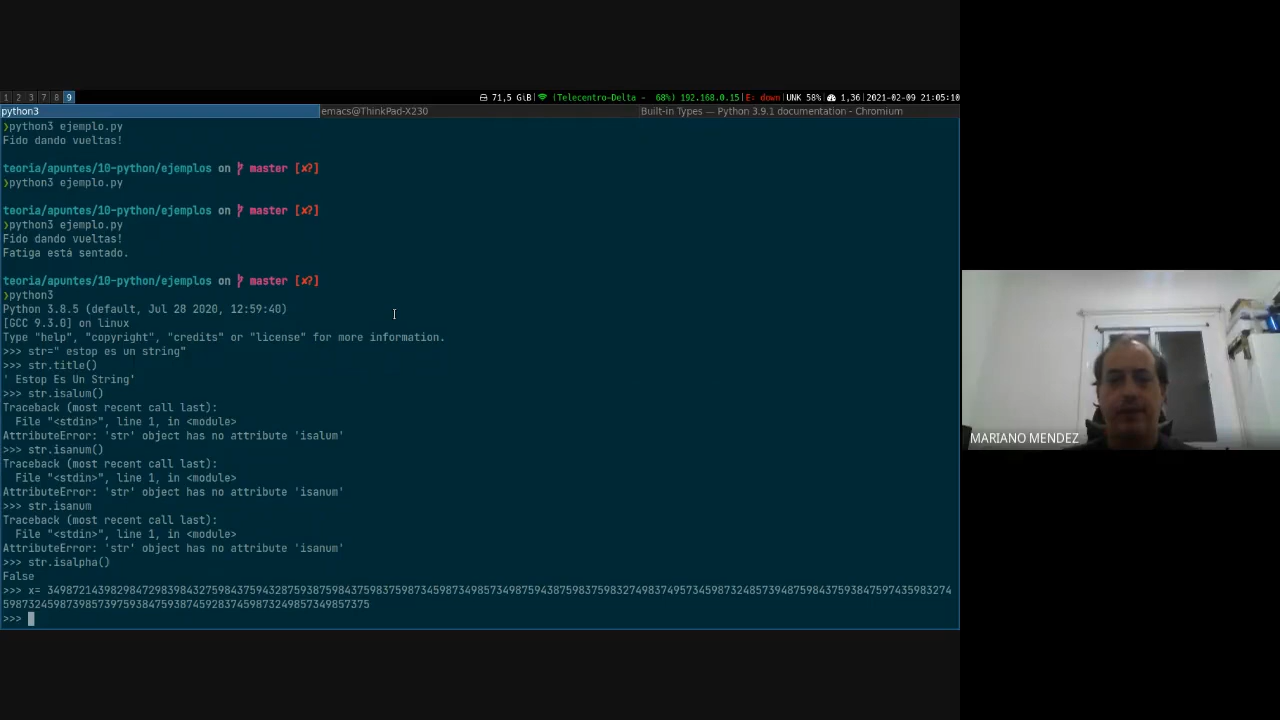 1 2 3 7 8 9
71,5 GiB| (Telecentro-Delta - 68%) 192.168.0.15|E: down|UNK 58%| 1,36|2021-02-09 21:05:10
python3 emacs@ThinkPad-X230 Built-in Types — Python 3.9.1 documentation - Chromium
❯python3 ejemplo.py
Fido dando vueltas!
teoria/apuntes/10-python/ejemplos on master [✘?]
❯python3 ejemplo.py
teoria/apuntes/10-python/ejemplos on master [✘?]
❯python3 ejemplo.py
Fido dando vueltas!
Fatiga está sentado.
teoria/apuntes/10-python/ejemplos on master [✘?]
❯python3
Python 3.8.5 (default, Jul 28 2020, 12:59:40)
[GCC 9.3.0] on linux
Type "help", "copyright", "credits" or "license" for more information.
>>> str=" estop es un string"
>>> str.title()
' Estop Es Un String'
>>> str.isalum()
Traceback (most recent call last):
  File "<stdin>", line 1, in <module>
AttributeError: 'str' object has no attribute 'isalum'
>>> str.isanum()
Traceback (most recent call last):
  File "<stdin>", line 1, in <module>
AttributeError: 'str' object has no attribute 'isanum'
>>> str.isanum
Traceback (most recent call last):
  File "<stdin>", line 1, in <module>
AttributeError: 'str' object has no attribute 'isanum'
>>> str.isalpha()
False
>>> x=
>>>
MARIANO MENDEZ